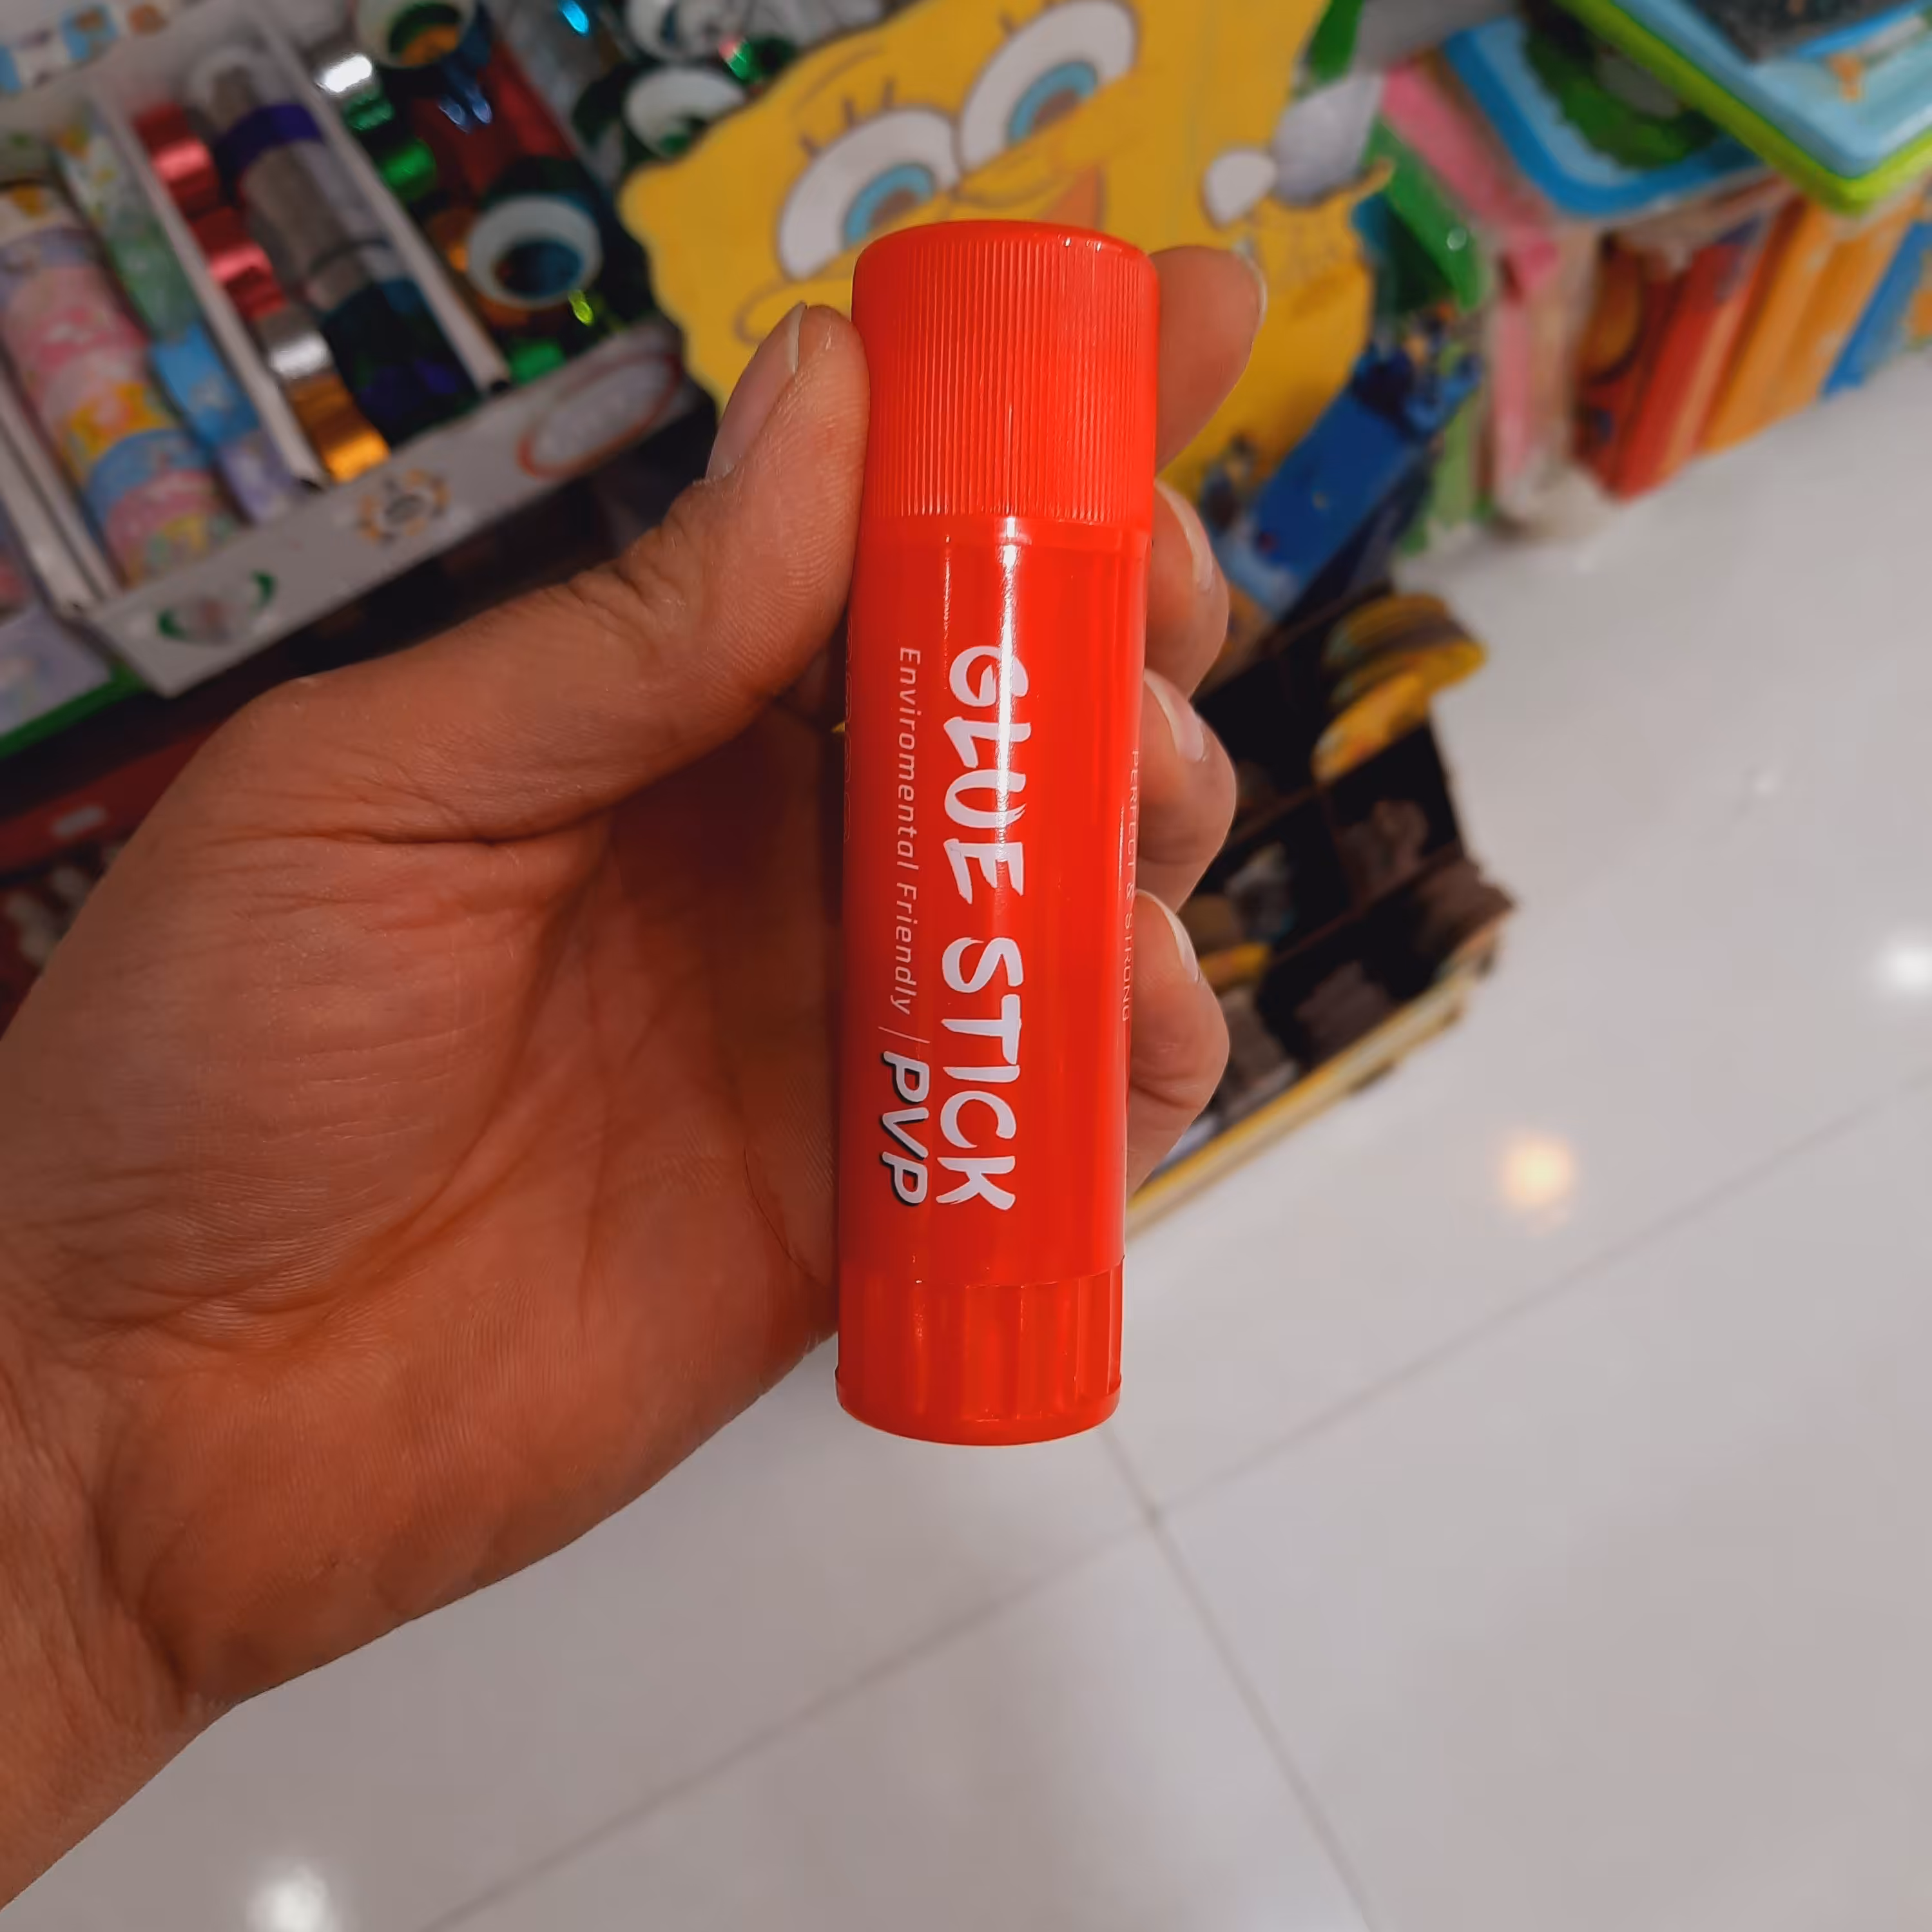 GLUE STICK
Enviromental Friendly | PVP
PERFECT & STRONG